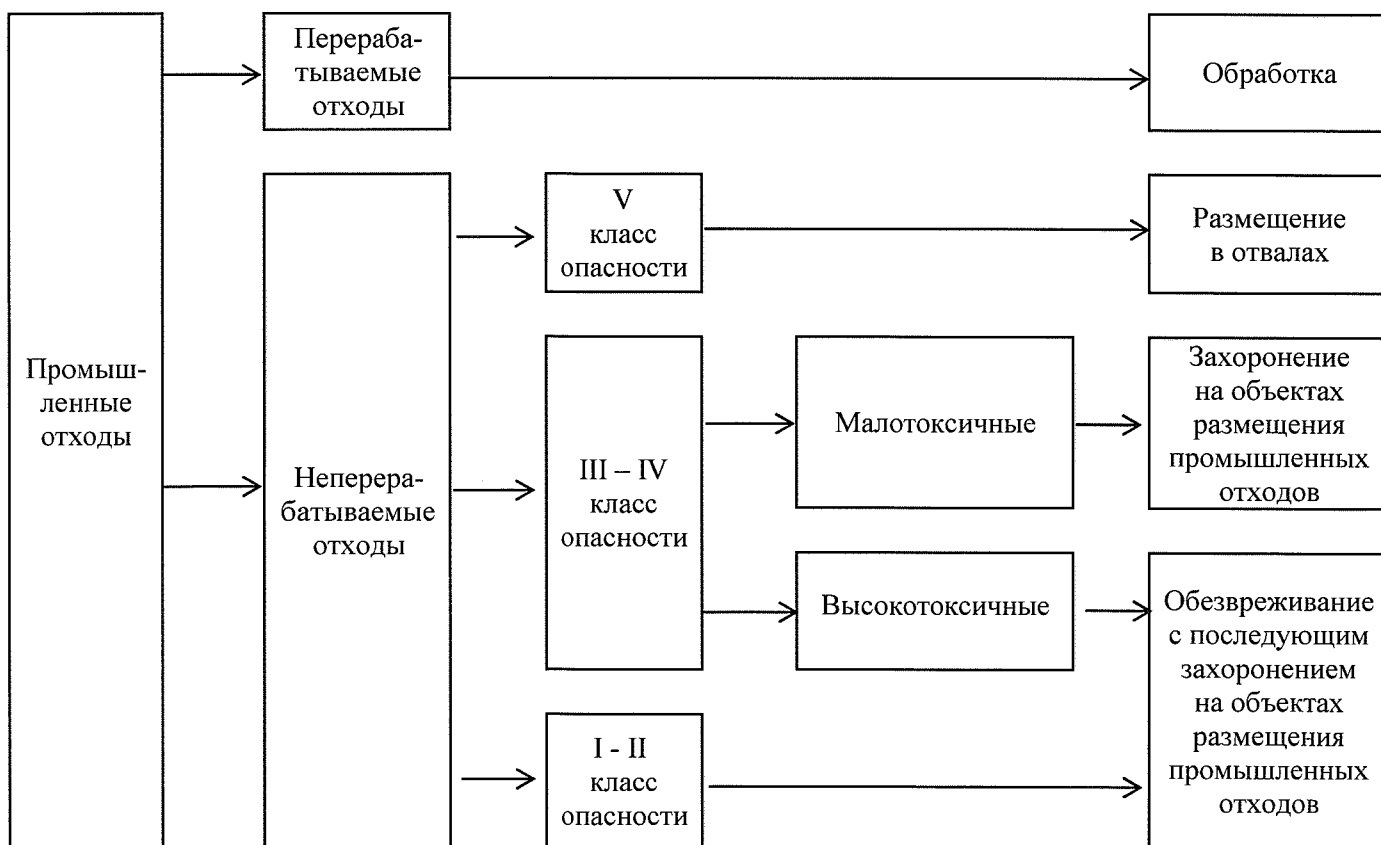 Промыш-
ленные
отходы
Перераба-
тываемые
отходы
Обработка
Неперера-
батываемые
отходы
V
класс
опасности
Размещение
в отвалах
III – IV
класс
опасности
Малотоксичные
Захоронение
на объектах
размещения
промышленных
отходов
Высокотоксичные
Обезвреживание
с последующим
захоронением
на объектах
размещения
промышленных
отходов
I - II
класс
опасности